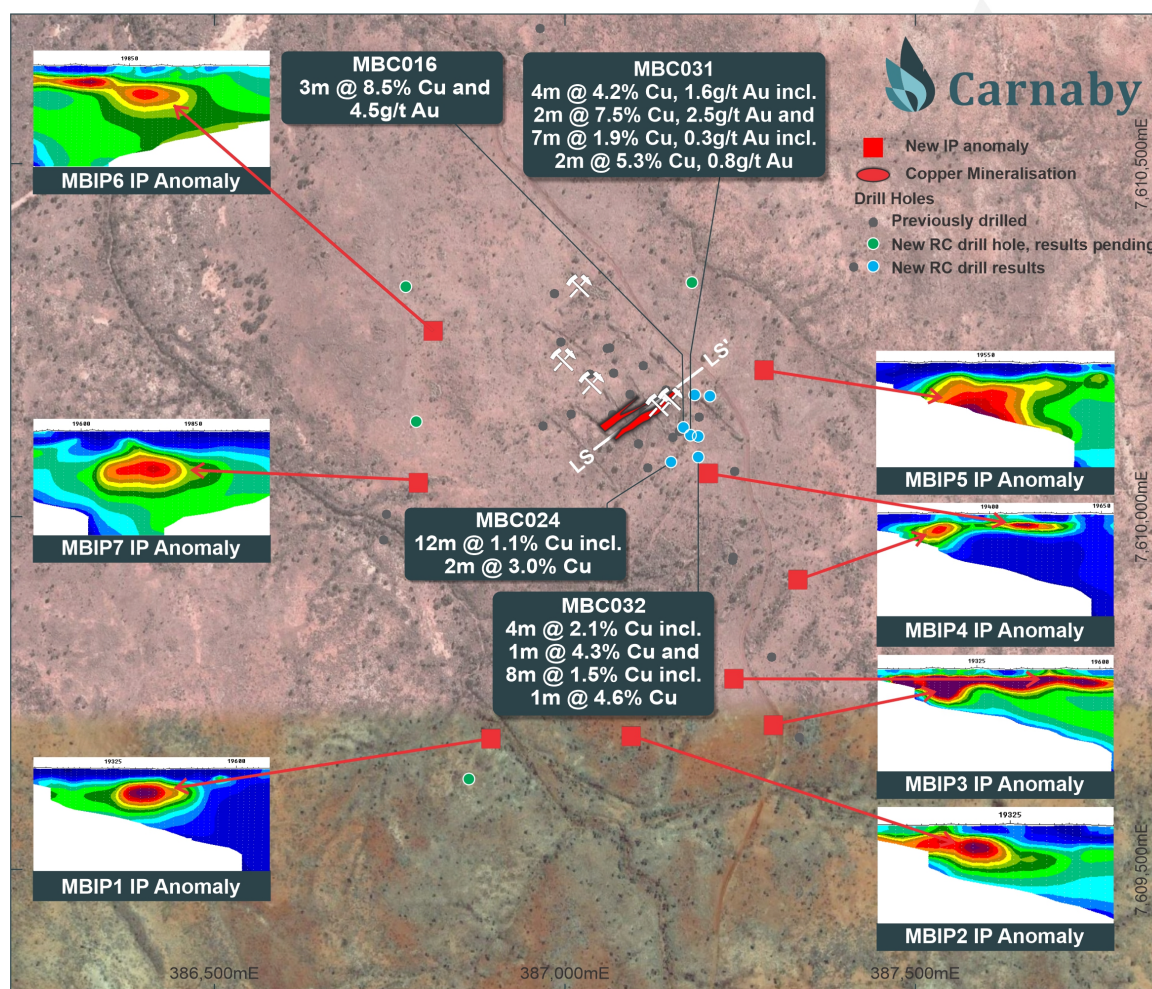 19850
MBIP6 IP Anomaly
MBC016
3m @ 8.5% Cu and
4.5g/t Au
MBC031
4m @ 4.2% Cu, 1.6g/t Au incl.
2m @ 7.5% Cu, 2.5g/t Au and
7m @ 1.9% Cu, 0.3g/t Au incl.
2m @ 5.3% Cu, 0.8g/t Au
Carnaby
New IP anomaly
Copper Mineralisation
Drill Holes
Previously drilled
New RC drill hole, results pending
New RC drill results
7,610,500mE
LS'
LS
19550
MBIP5 IP Anomaly
19600 19850
MBIP7 IP Anomaly
MBC024
12m @ 1.1% Cu incl.
2m @ 3.0% Cu
19400 19650
MBIP4 IP Anomaly
7,610,000mE
MBC032
4m @ 2.1% Cu incl.
1m @ 4.3% Cu and
8m @ 1.5% Cu incl.
1m @ 4.6% Cu
19325 19600
MBIP3 IP Anomaly
19325 19600
MBIP1 IP Anomaly
19325
MBIP2 IP Anomaly
7,609,500mE
386,500mE
387,000mE
387,500mE